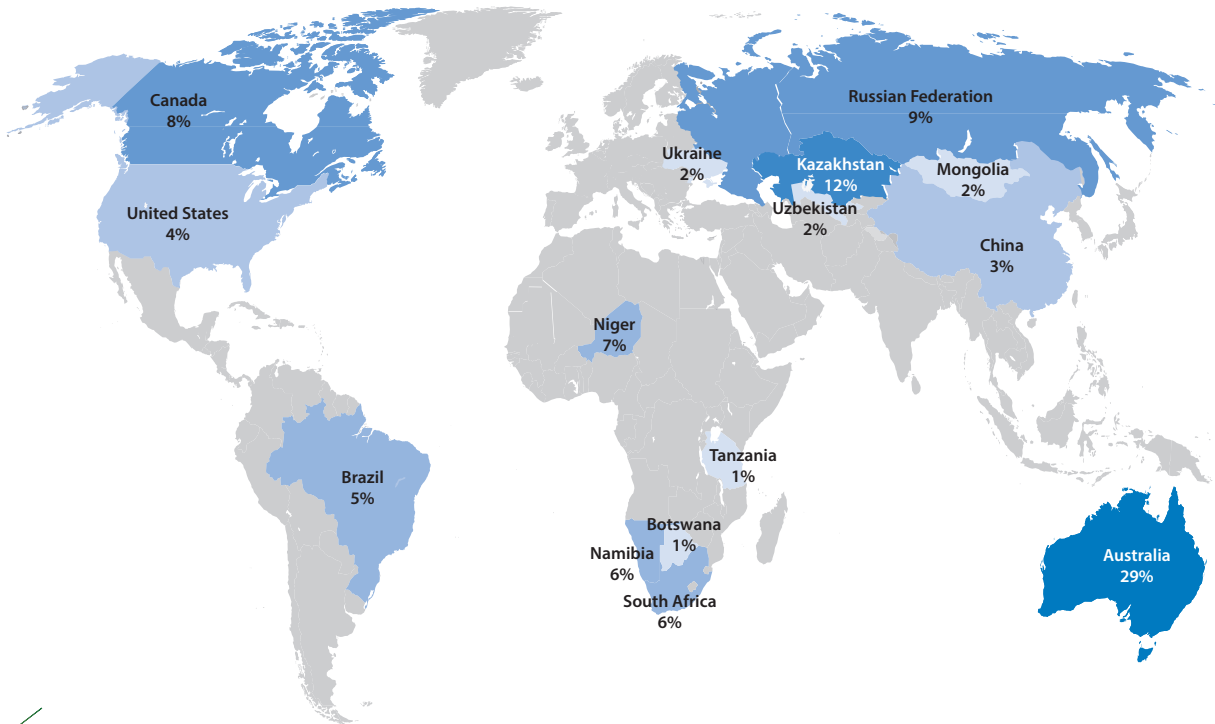 Canada
8%
Russian Federation
9%
Ukraine
2%
Kazakhstan
12%
Mongolia
2%
United States
4%
Uzbekistan
2%
China
3%
Niger
7%
Tanzania
1%
Brazil
5%
Botswana
1%
Namibia
6%
South Africa
6%
Australia
29%